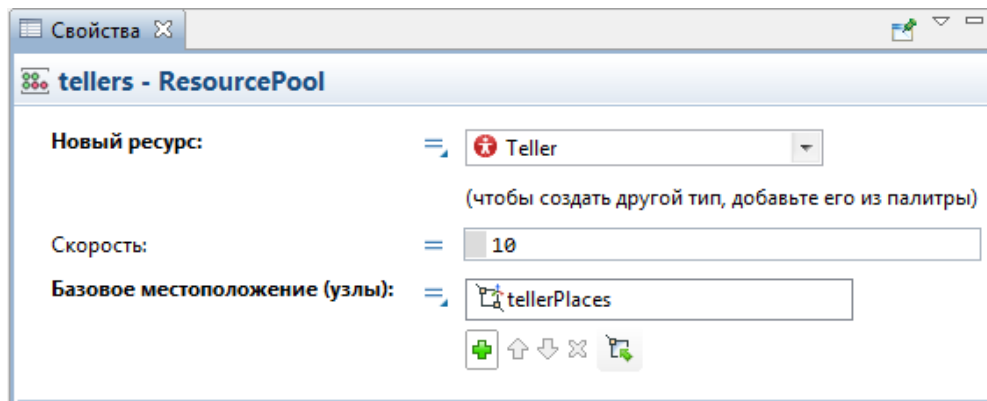 Свойства
tellers - ResourcePool
Новый ресурс:
Teller
(чтобы создать другой тип, добавьте его из палитры)
Скорость:
10
Базовое местоположение (узлы):
tellerPlaces